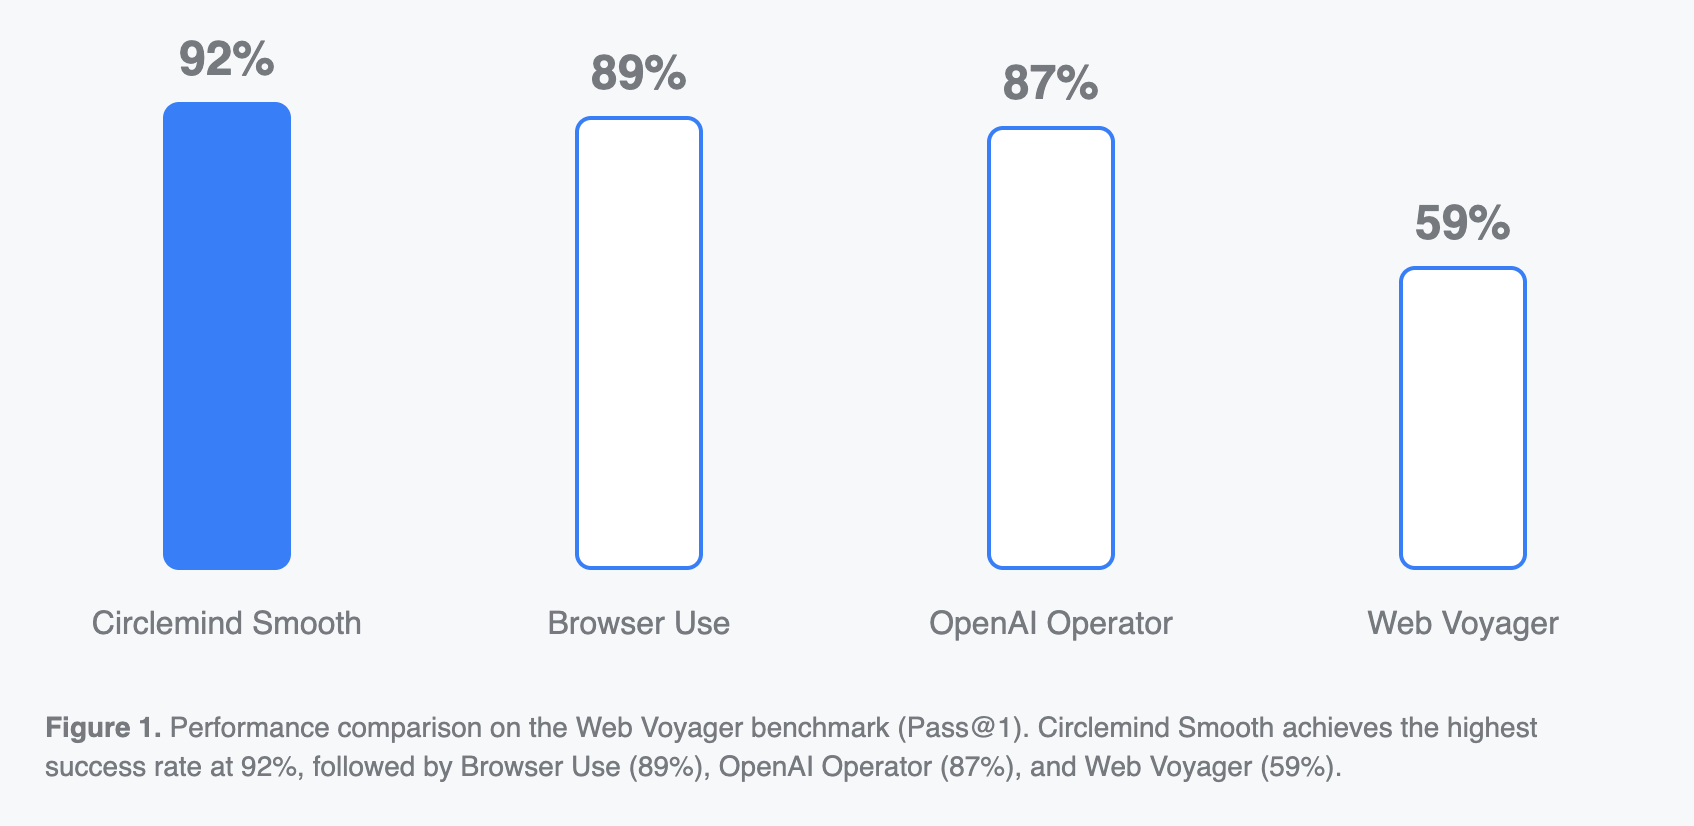 92%
89%
87%
59%
Circlemind Smooth
Browser Use
OpenAI Operator
Web Voyager
Figure 1. Performance comparison on the Web Voyager benchmark (Pass@1). Circlemind Smooth achieves the highest
success rate at 92%, followed by Browser Use (89%), OpenAI Operator (87%), and Web Voyager (59%).